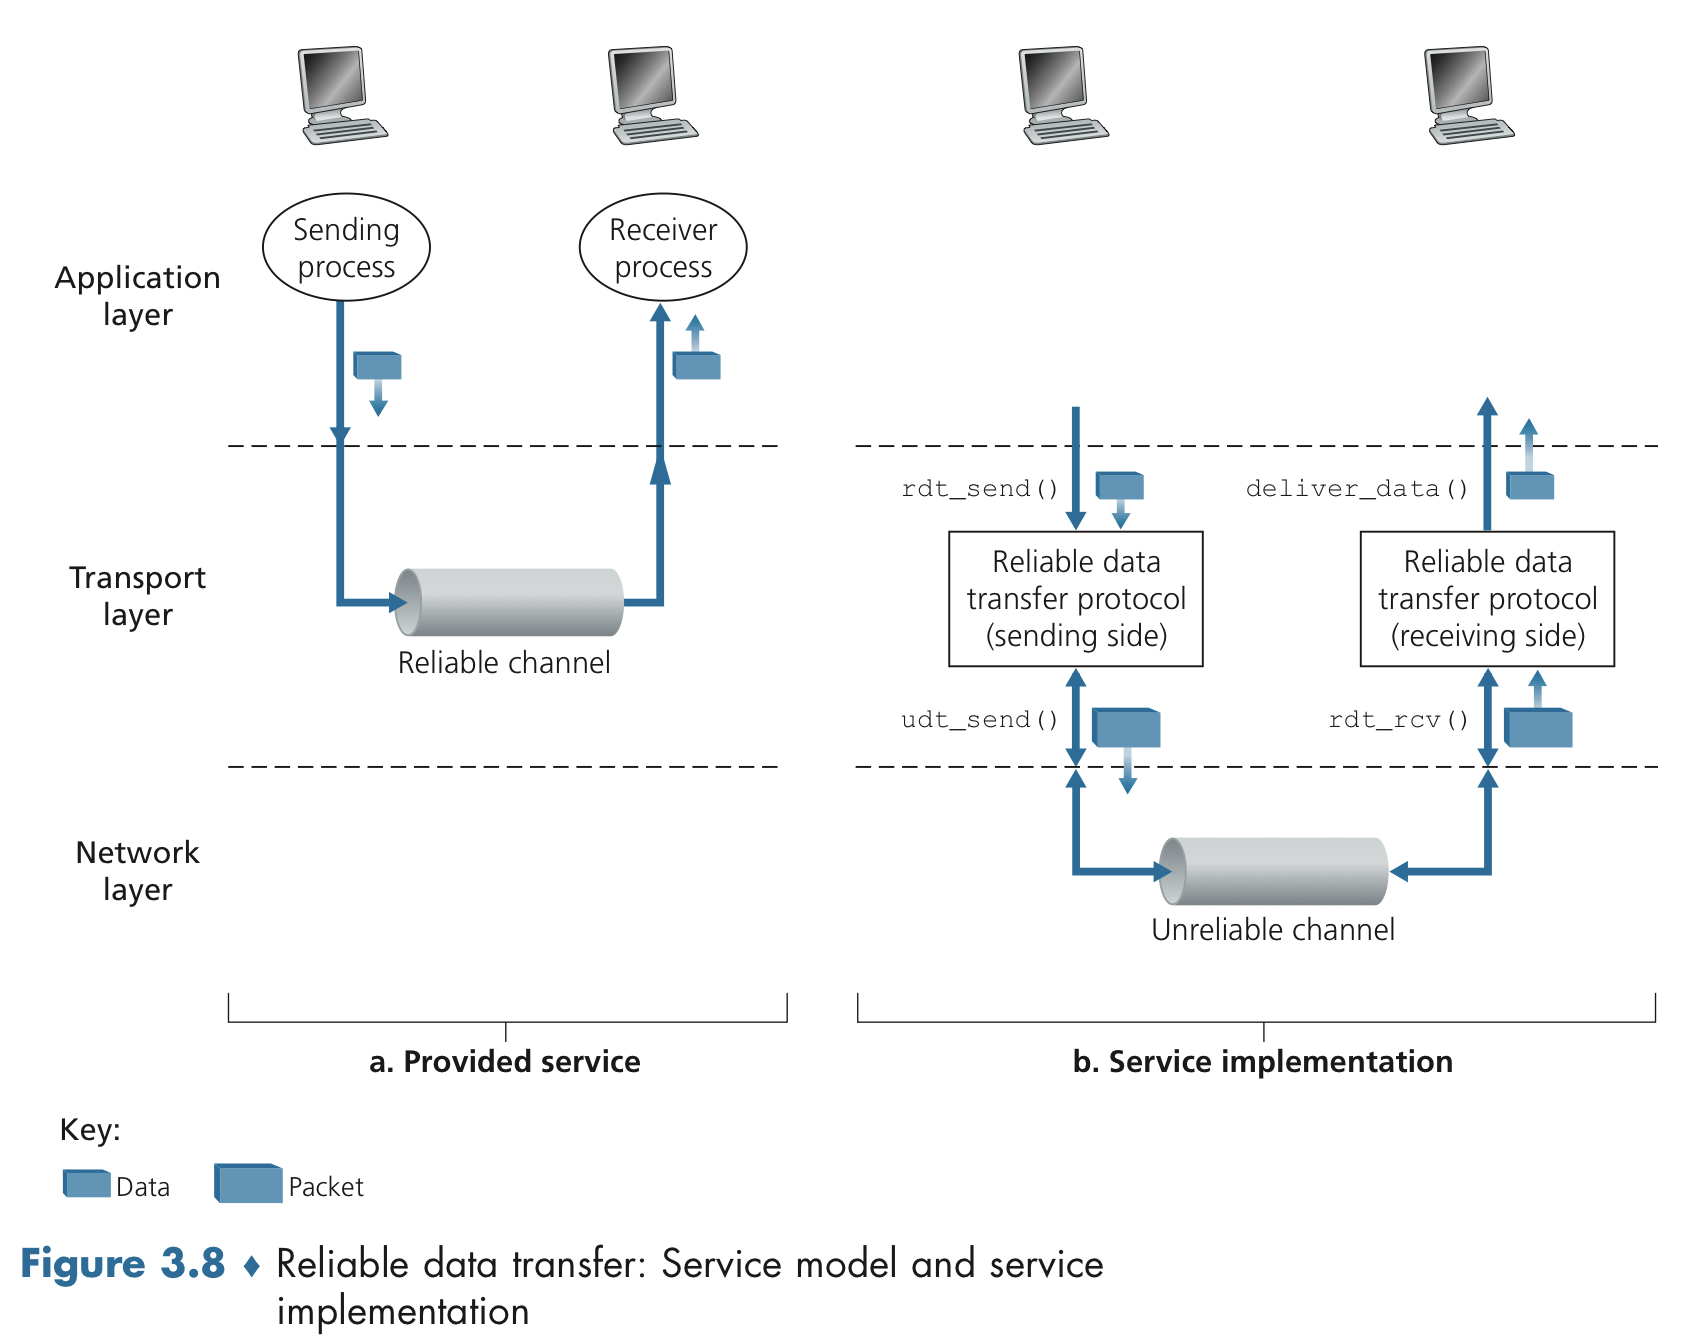 Sending
process
Receiver
process
Application
layer
rdt_send()
deliver_data()
Transport
layer
Reliable channel
Reliable data
transfer protocol
(sending side)
Reliable data
transfer protocol
(receiving side)
udt_send()
rdt_rcv()
Network
layer
Unreliable channel
a. Provided service
b. Service implementation
Key:
Data
Packet
Figure 3.8 ♦ Reliable data transfer: Service model and service
implementation